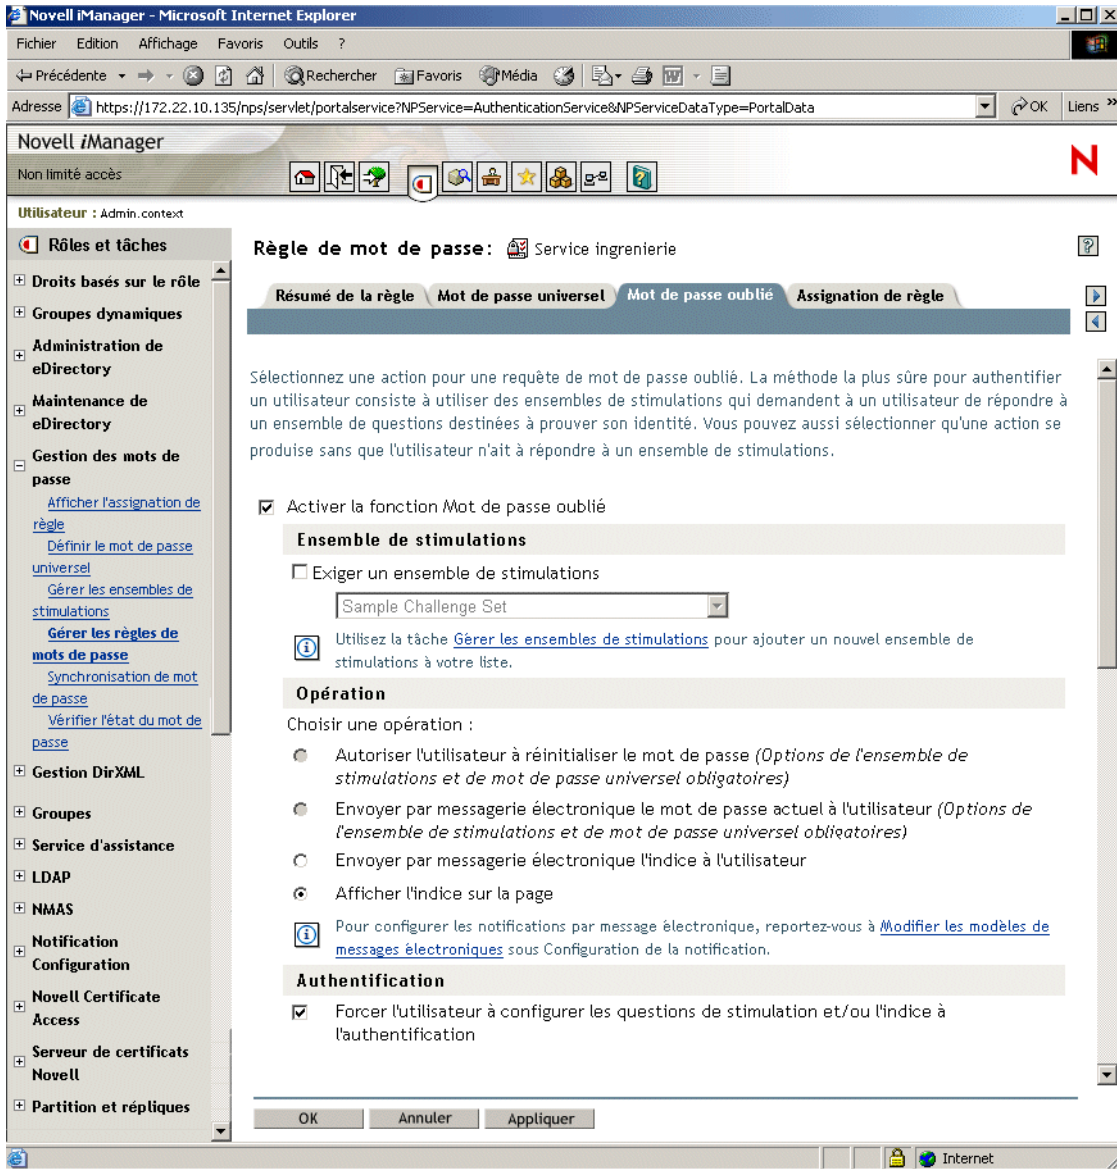 Novell iManager - Microsoft Internet Explorer
Fichier Edition Affichage Favoris Outils ?
Précédente Rechercher Favoris Média
Adresse https://172.22.10.135/nps/servlet/portalservice?NPService=AuthenticationService&NPServiceDataType=PortalData OK Liens »
Novell iManager
Non limité accès
N
Utilisateur : Admin.context
Rôles et tâches
Droits basés sur le rôle
Groupes dynamiques
Administration de
eDirectory
Maintenance de
eDirectory
Gestion des mots de
passe
Afficher l'assignation de
règle
Définir le mot de passe
universel
Gérer les ensembles de
stimulations
Gérer les règles de
mots de passe
Synchronisation de mot
de passe
Vérifier l'état du mot de
passe
Gestion DirXML
Groupes
Service d'assistance
LDAP
NMAS
Notification
Configuration
Novell Certificate
Access
Serveur de certificats
Novell
Partition et répliques
Règle de mot de passe: Service ingrenierie
?
Résumé de la règle Mot de passe universel Mot de passe oublié Assignation de règle
Sélectionnez une action pour une requête de mot de passe oublié. La méthode la plus sûre pour authentifier
un utilisateur consiste à utiliser des ensembles de stimulations qui demandent à un utilisateur de répondre à
un ensemble de questions destinées à prouver son identité. Vous pouvez aussi sélectionner qu'une action se
produise sans que l'utilisateur n'ait à répondre à un ensemble de stimulations.
Activer la fonction Mot de passe oublié
Ensemble de stimulations
Exiger un ensemble de stimulations
Sample Challenge Set
Utilisez la tâche Gérer les ensembles de stimulations pour ajouter un nouvel ensemble de
stimulations à votre liste.
Opération
Choisir une opération :
Autoriser l'utilisateur à réinitialiser le mot de passe (Options de l'ensemble de
stimulations et de mot de passe universel obligatoires)
Envoyer par messagerie électronique le mot de passe actuel à l'utilisateur (Options de
l'ensemble de stimulations et de mot de passe universel obligatoires)
Envoyer par messagerie électronique l'indice à l'utilisateur
Afficher l'indice sur la page
Pour configurer les notifications par message électronique, reportez-vous à Modifier les modèles de
messages électroniques sous Configuration de la notification.
Authentification
Forcer l'utilisateur à configurer les questions de stimulation et/ou l'indice à
l'authentification
OK Annuler Appliquer
Internet